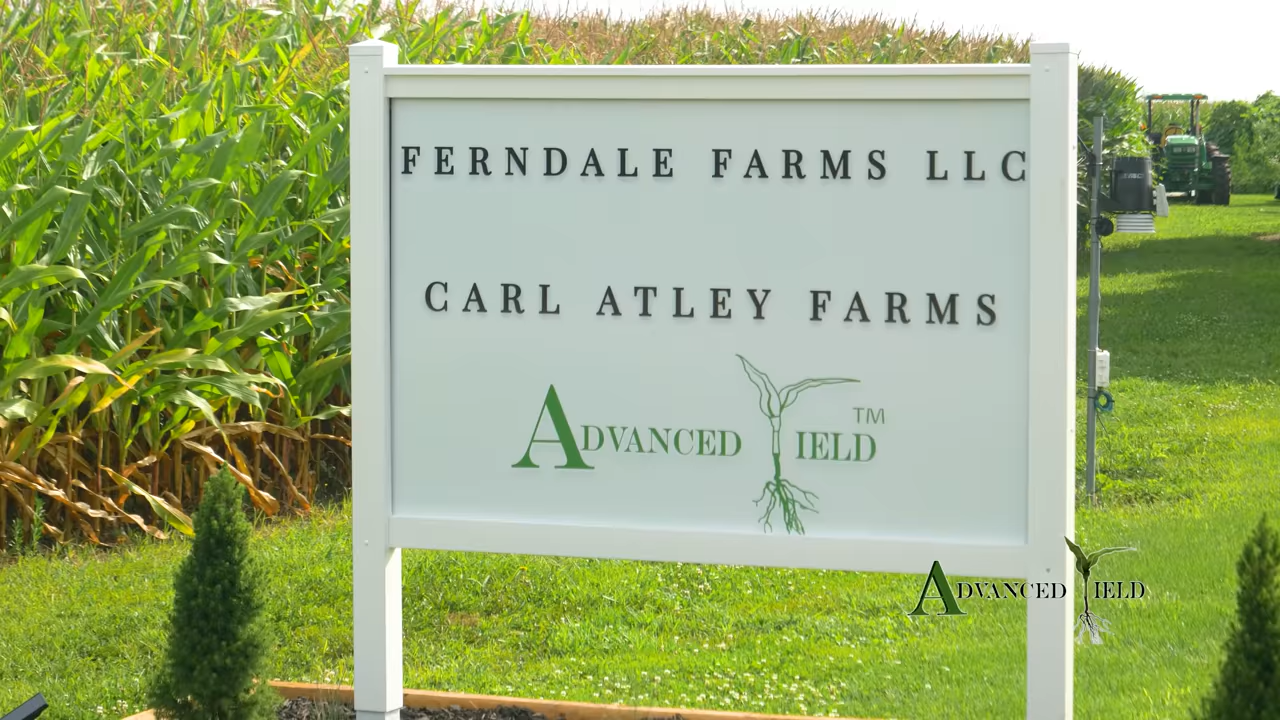 FERNDALE FARMS LLC
CARL ATLEY FARMS
ADVANCED YIELD™
ADVANCED YIELD